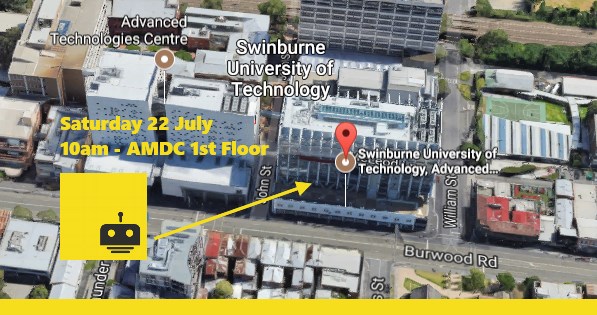 Advanced
Technologies Centre
Swinburne
University of
Technology
Saturday 22 July
10am - AMDC 1st Floor
Swinburne University of
Technology, Advanced...
John St
William St
Burwood Rd